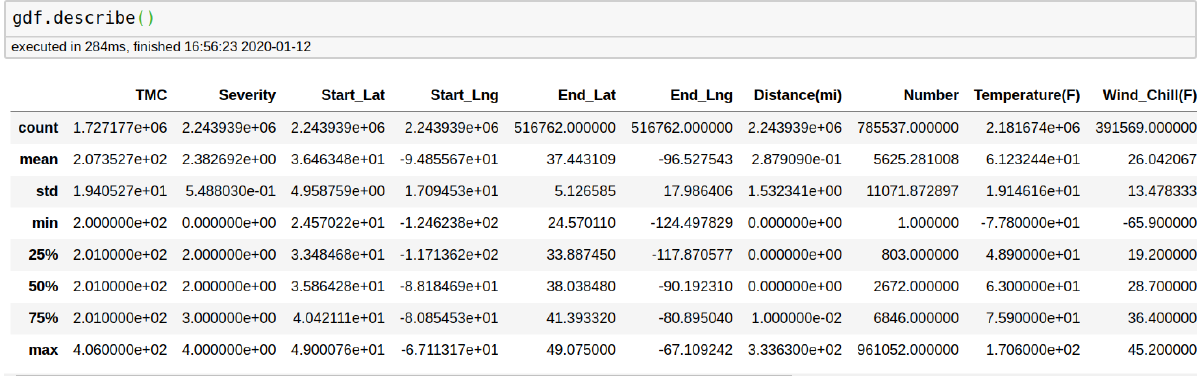 gdf.describe()
executed in 284ms, finished 16:56:23 2020-01-12
TMC Severity Start_Lat Start_Lng End_Lat End_Lng Distance(mi) Number Temperature(F) Wind_Chill(F)
count 1.727177e+06 2.243939e+06 2.243939e+06 2.243939e+06 516762.000000 516762.000000 2.243939e+06 785537.000000 2.181674e+06 391569.000000
mean 2.073527e+02 2.382692e+00 3.646348e+01 -9.485567e+01 37.443109 -96.527543 2.879090e-01 5625.281008 6.123244e+01 26.042067
std 1.940527e+01 5.488030e-01 4.958759e+00 1.709453e+01 5.126585 17.986406 1.532341e+00 11071.872897 1.914616e+01 13.478333
min 2.000000e+02 0.000000e+00 2.457022e+01 -1.246238e+02 24.570110 -124.497829 0.000000e+00 1.000000 -7.780000e+01 -65.900000
25% 2.010000e+02 2.000000e+00 3.348468e+01 -1.171362e+02 33.887450 -117.870577 0.000000e+00 803.000000 4.890000e+01 19.200000
50% 2.010000e+02 2.000000e+00 3.586428e+01 -8.818469e+01 38.038480 -90.192310 0.000000e+00 2672.000000 6.300000e+01 28.700000
75% 2.010000e+02 3.000000e+00 4.042111e+01 -8.085453e+01 41.393320 -80.895040 1.000000e-02 6846.000000 7.590000e+01 36.400000
max 4.060000e+02 4.000000e+00 4.900076e+01 -6.711317e+01 49.075000 -67.109242 3.336300e+02 961052.000000 1.706000e+02 45.200000